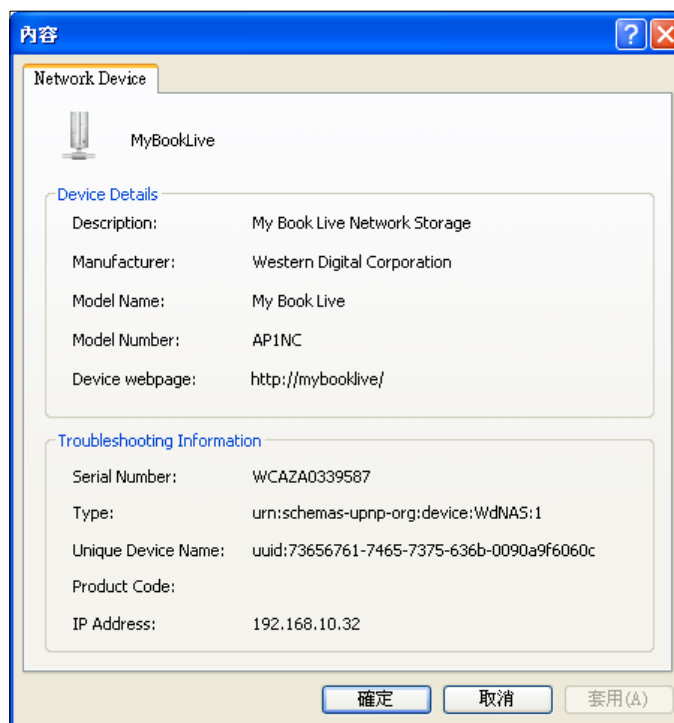 內容
Network Device
MyBookLive
Device Details
Description: My Book Live Network Storage
Manufacturer: Western Digital Corporation
Model Name: My Book Live
Model Number: AP1NC
Device webpage: http://mybooklive/
Troubleshooting Information
Serial Number: WCAZA0339587
Type: urn:schemas-upnp-org:device:WdNAS:1
Unique Device Name: uuid:73656761-7465-7375-636b-0090a9f6060c
Product Code:
IP Address: 192.168.10.32
確定 取消 套用(A)